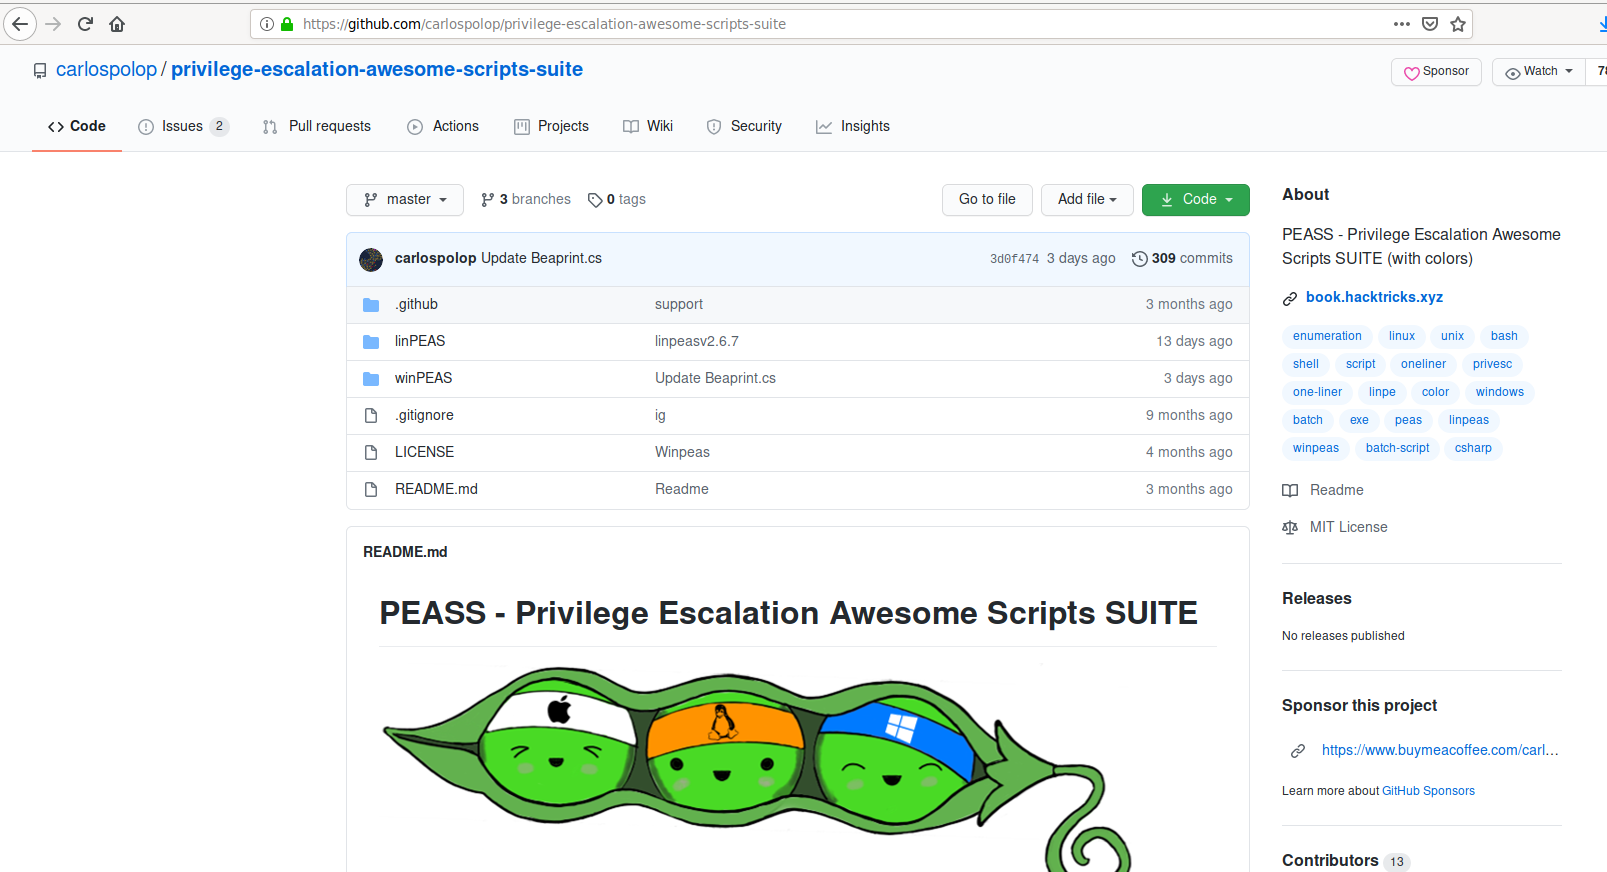 https://github.com/carlospolop/privilege-escalation-awesome-scripts-suite
carlospolop / privilege-escalation-awesome-scripts-suite
Sponsor
Watch
Code
Issues 2
Pull requests
Actions
Projects
Wiki
Security
Insights
master
3 branches
0 tags
Go to file
Add file
Code
carlospolop Update Beaprint.cs 3d0f474 3 days ago 309 commits
.github support 3 months ago
linPEAS linpeasv2.6.7 13 days ago
winPEAS Update Beaprint.cs 3 days ago
.gitignore ig 9 months ago
LICENSE Winpeas 4 months ago
README.md Readme 3 months ago
README.md
PEASS - Privilege Escalation Awesome Scripts SUITE
About
PEASS - Privilege Escalation Awesome
Scripts SUITE (with colors)
book.hacktricks.xyz
enumeration linux unix bash
shell script oneliner privesc
one-liner linpe color windows
batch exe peas linpeas
winpeas batch-script csharp
Readme
MIT License
Releases
No releases published
Sponsor this project
https://www.buymeacoffee.com/carl...
Learn more about GitHub Sponsors
Contributors 13